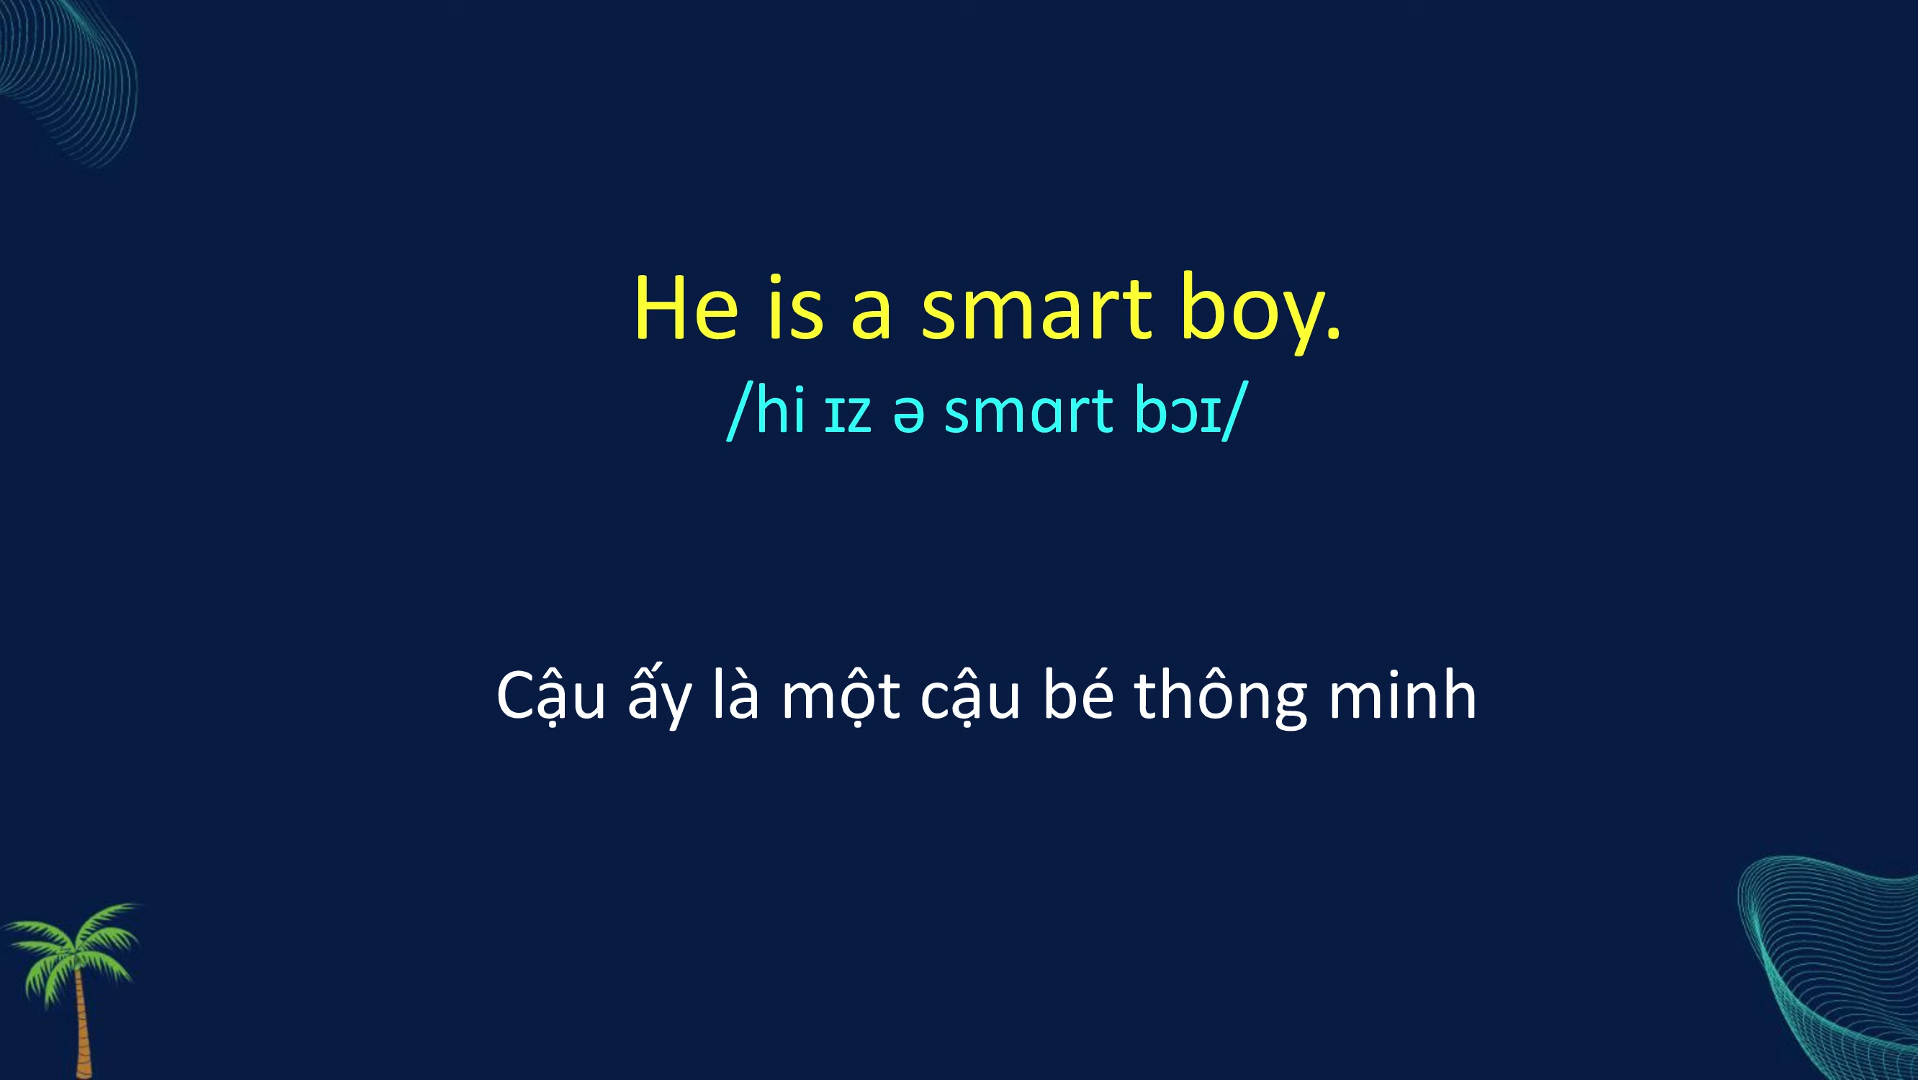 He is a smart boy.
/hi ɪz ə smɑrt bɔɪ/
Cậu ấy là một cậu bé thông minh